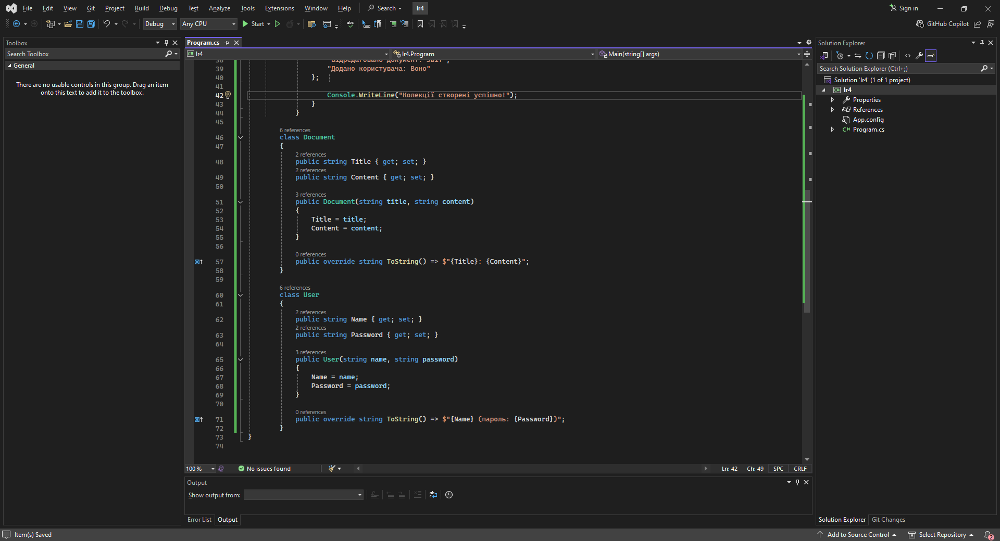 File Edit View Git Project Build Debug Test Analyze Tools Extensions Window Help Search lr4 Sign in
Debug Any CPU Start GitHub Copilot
Toolbox
Search Toolbox
General
There are no usable controls in this group. Drag an item
onto this text to add it to the toolbox.
Program.cs
lr4 lr4.Program Main(string[] args)
38 "Відредаговано документ: Звіт",
39 "Додано користувача: Воно"
40 };
41
42 Console.WriteLine("Колекції створені успішно!");
43 }
44 }
45
6 references
46 class Document
47 {
2 references
48 public string Title { get; set; }
2 references
49 public string Content { get; set; }
50
3 references
51 public Document(string title, string content)
52 {
53 Title = title;
54 Content = content;
55 }
56
0 references
57 public override string ToString() => $"{Title}: {Content}";
58 }
59
6 references
60 class User
61 {
2 references
62 public string Name { get; set; }
2 references
63 public string Password { get; set; }
64
3 references
65 public User(string name, string password)
66 {
67 Name = name;
68 Password = password;
69 }
70
0 references
71 public override string ToString() => $"{Name} (пароль: {Password})";
72 }
73 }
74
100 % No issues found Ln: 42 Ch: 49 SPC CRLF
Output
Show output from:
Error List Output
Solution Explorer
Search Solution Explorer (Ctrl+;)
Solution 'lr4' (1 of 1 project)
lr4
Properties
References
App.config
C# Program.cs
Solution Explorer Git Changes
Item(s) Saved Add to Source Control Select Repository 2